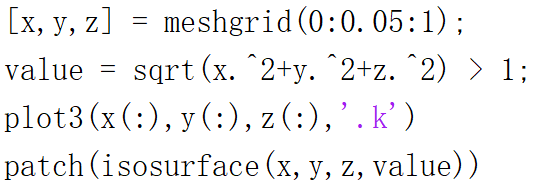 [x,y,z] = meshgrid(0:0.05:1);
value = sqrt(x.^2+y.^2+z.^2) > 1;
plot3(x(:),y(:),z(:),'.k')
patch(isosurface(x,y,z,value))